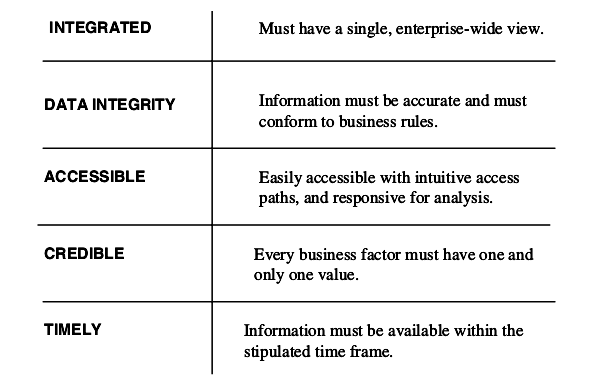 INTEGRATED
Must have a single, enterprise-wide view.
DATA INTEGRITY
Information must be accurate and must
conform to business rules.
ACCESSIBLE
Easily accessible with intuitive access
paths, and responsive for analysis.
CREDIBLE
Every business factor must have one and
only one value.
TIMELY
Information must be available within the
stipulated time frame.